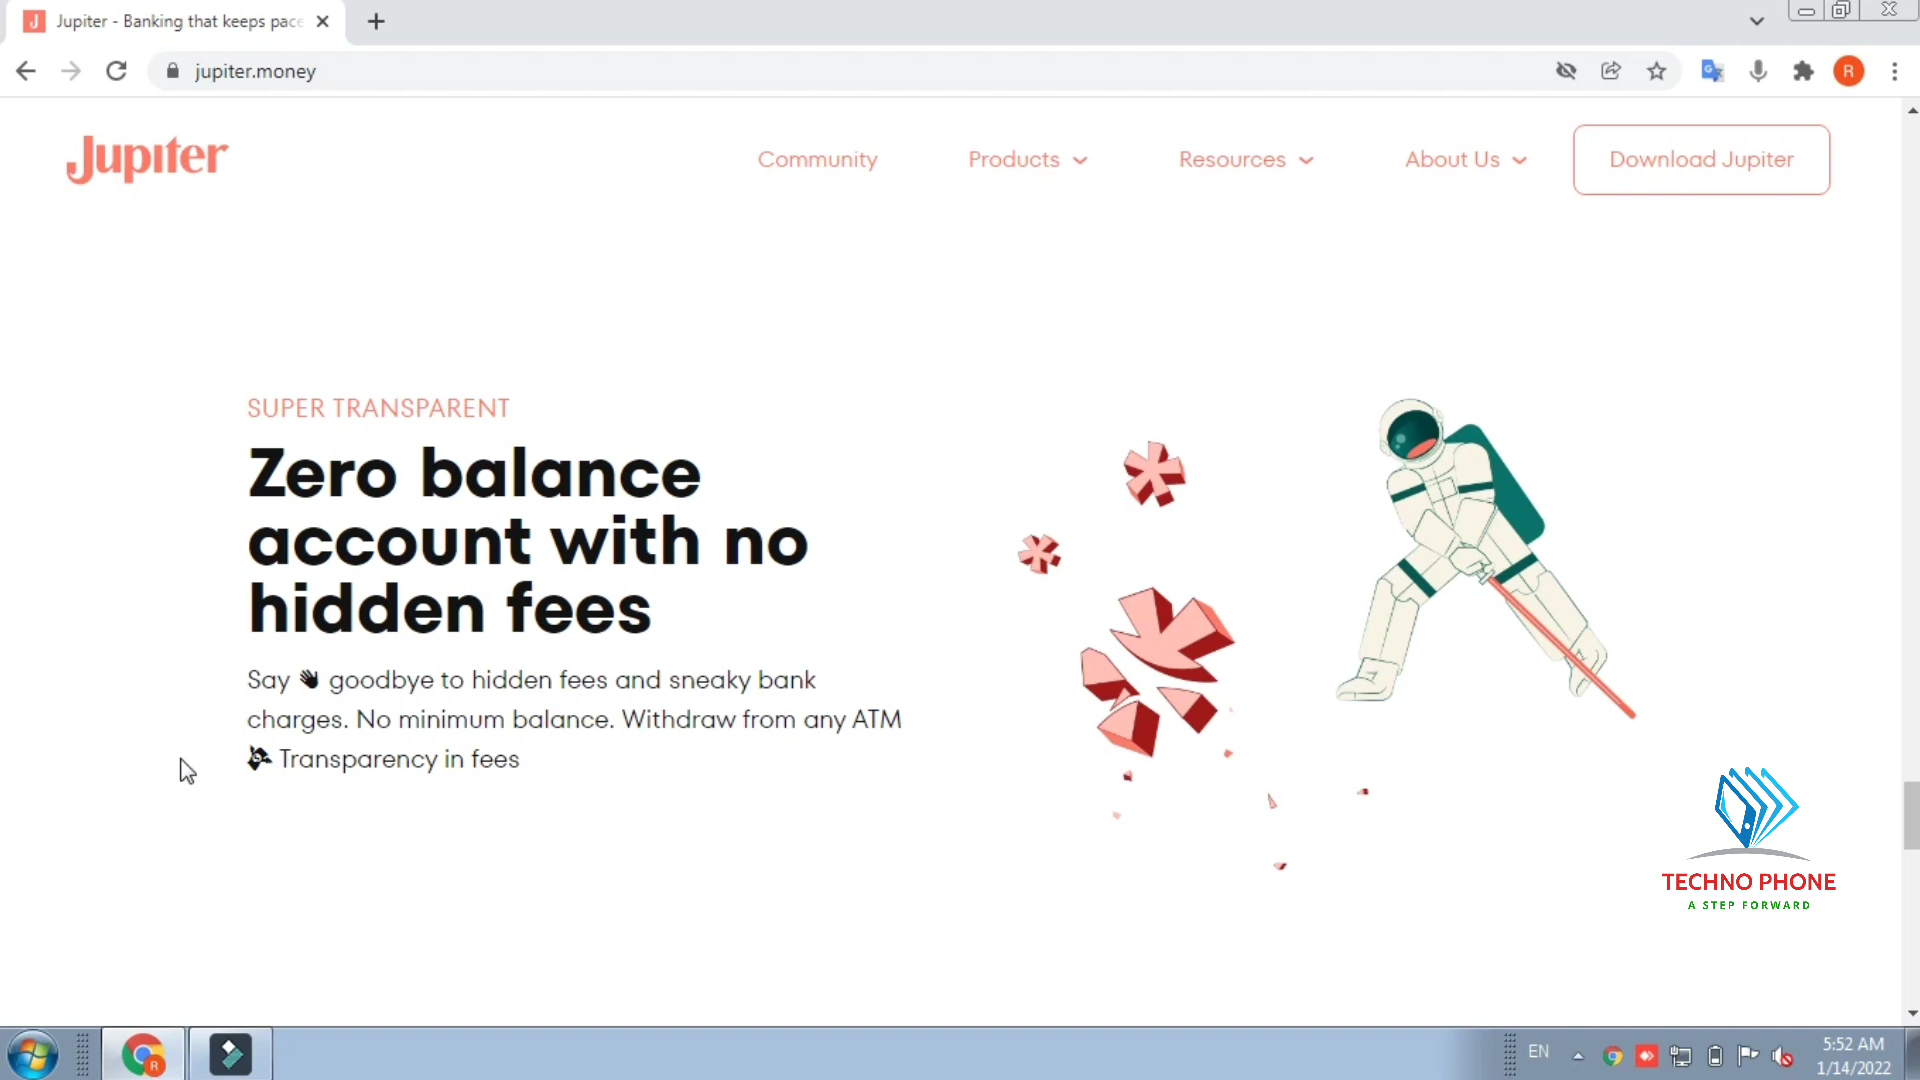 J Jupiter - Banking that keeps pace
jupiter.money
R
Jupiter
Community
Products
Resources
About Us
Download Jupiter
SUPER TRANSPARENT
Zero balance
account with no
hidden fees
Say 👋 goodbye to hidden fees and sneaky bank
charges. No minimum balance. Withdraw from any ATM
Transparency in fees
TECHNO PHONE
A STEP FORWARD
R
EN
5:52 AM
1/14/2022